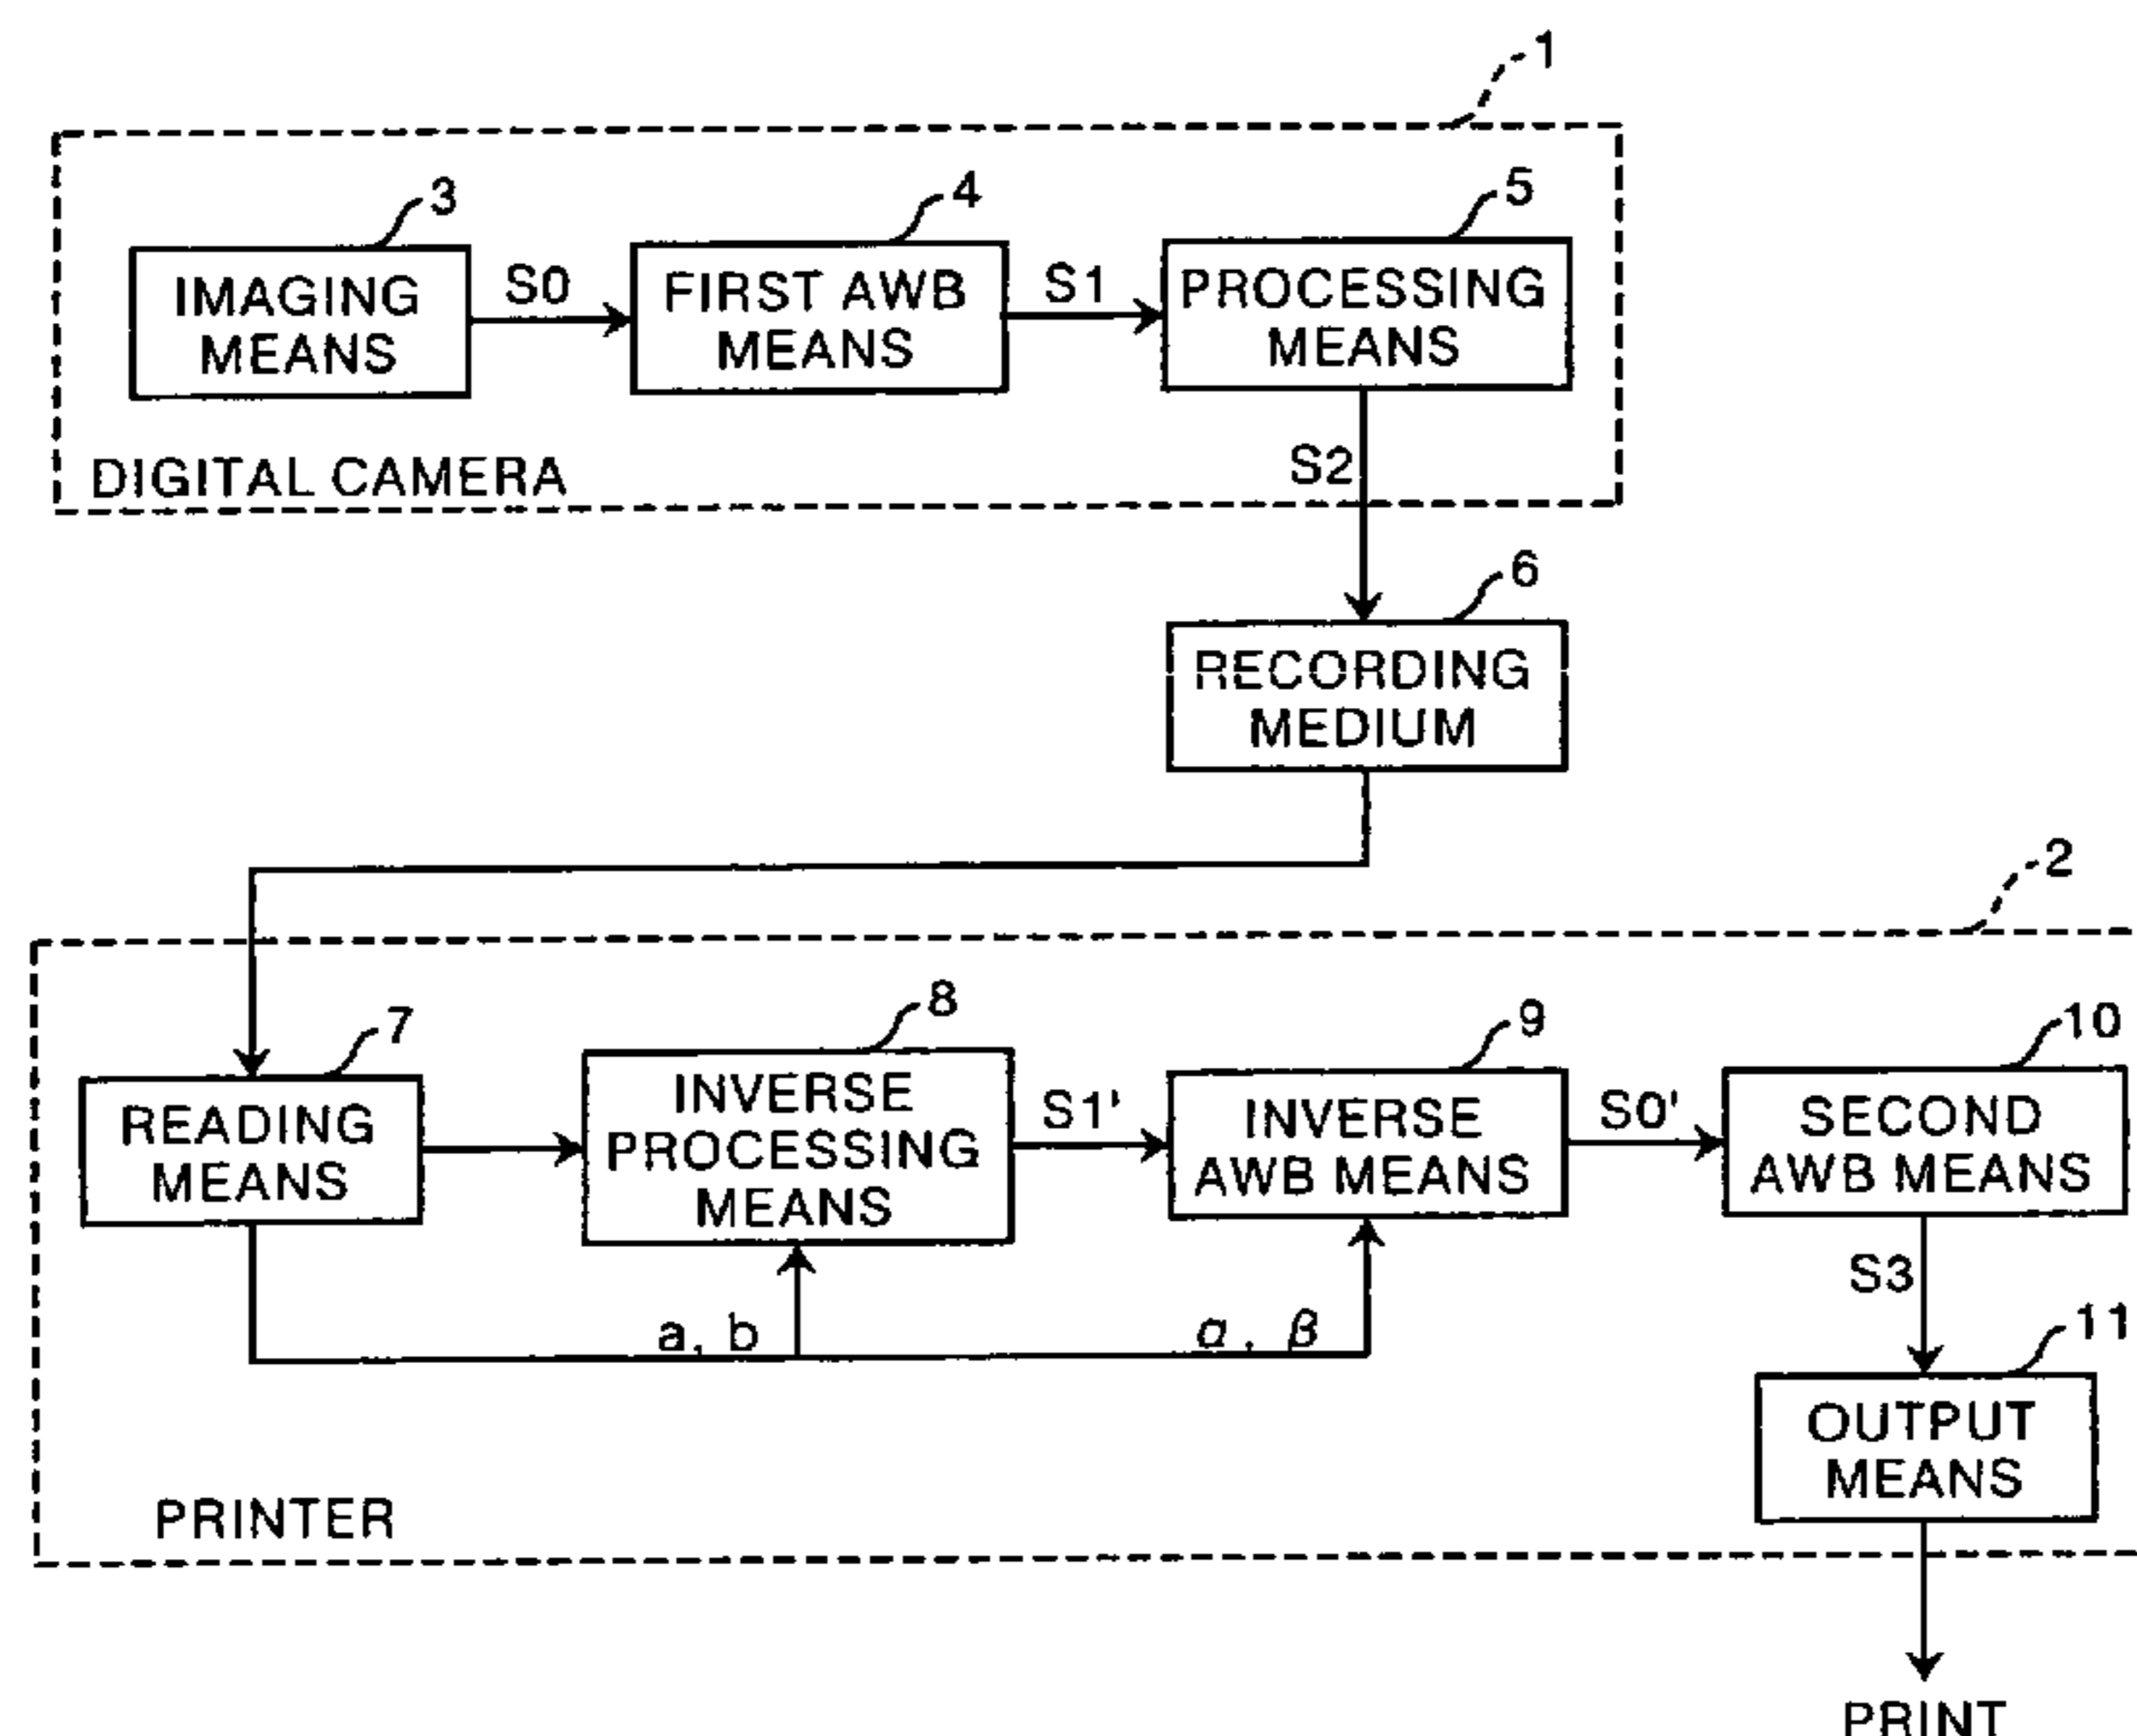 1
3
4
5
IMAGING
MEANS
S0
FIRST AWB
MEANS
S1
PROCESSING
MEANS
DIGITAL CAMERA
S2
6
RECORDING
MEDIUM
2
7
8
9
10
READING
MEANS
INVERSE
PROCESSING
MEANS
S1'
INVERSE
AWB MEANS
S0'
SECOND
AWB MEANS
a, b
α, β
S3
11
OUTPUT
MEANS
PRINTER
PRINT